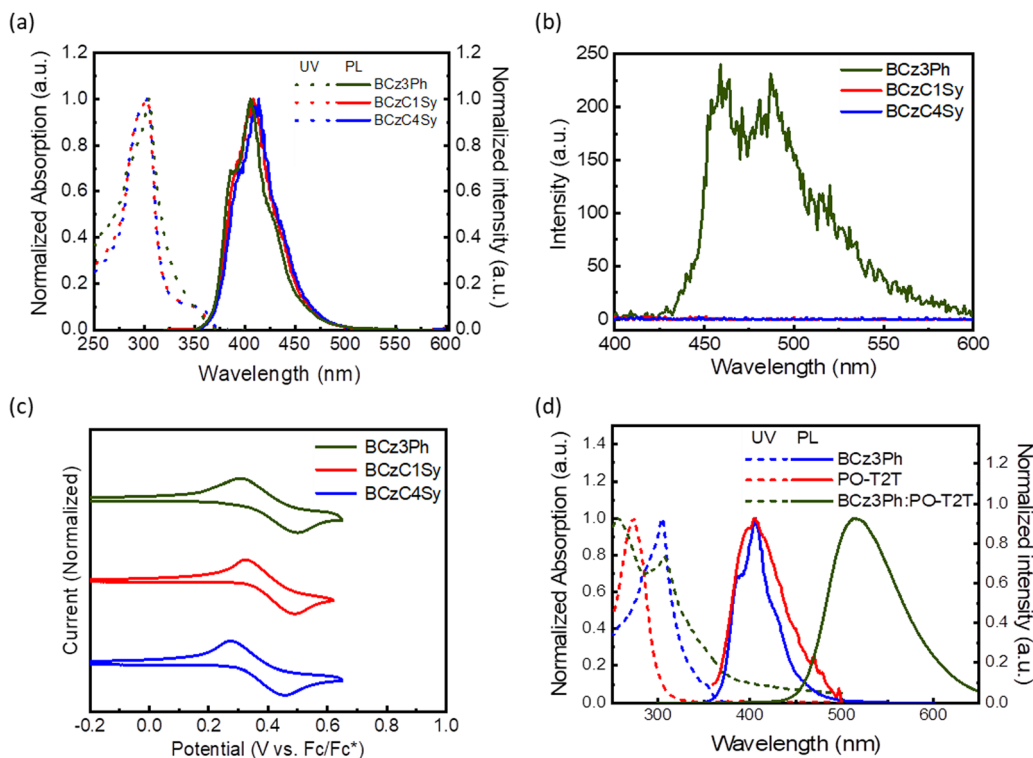 (a)
1.2
1.0
0.8
0.6
0.4
0.2
0.0
Normalized Absorption (a.u.)
250 300 350 400 450 500 550 600
Wavelength (nm)
1.2
1.0
0.8
0.6
0.4
0.2
0.0
Normalized intensity (a.u.)
UV PL
BCz3Ph
BCzC1Sy
BCzC4Sy
(b)
250
200
150
100
50
0
Intensity (a.u.)
400 450 500 550 600
Wavelength (nm)
BCz3Ph
BCzC1Sy
BCzC4Sy
(c)
Current (Normalized)
-0.2 0.0 0.2 0.4 0.6 0.8 1.0
Potential (V vs. Fc/Fc*)
BCz3Ph
BCzC1Sy
BCzC4Sy
(d)
1.4
1.2
1.0
0.8
0.6
0.4
0.2
0.0
Normalized Absorption (a.u.)
300 400 500 600
Wavelength (nm)
1.2
1.0
0.8
0.6
0.4
0.2
0.0
Normalized intensity (a.u.)
UV PL
BCz3Ph
PO-T2T
BCz3Ph:PO-T2T